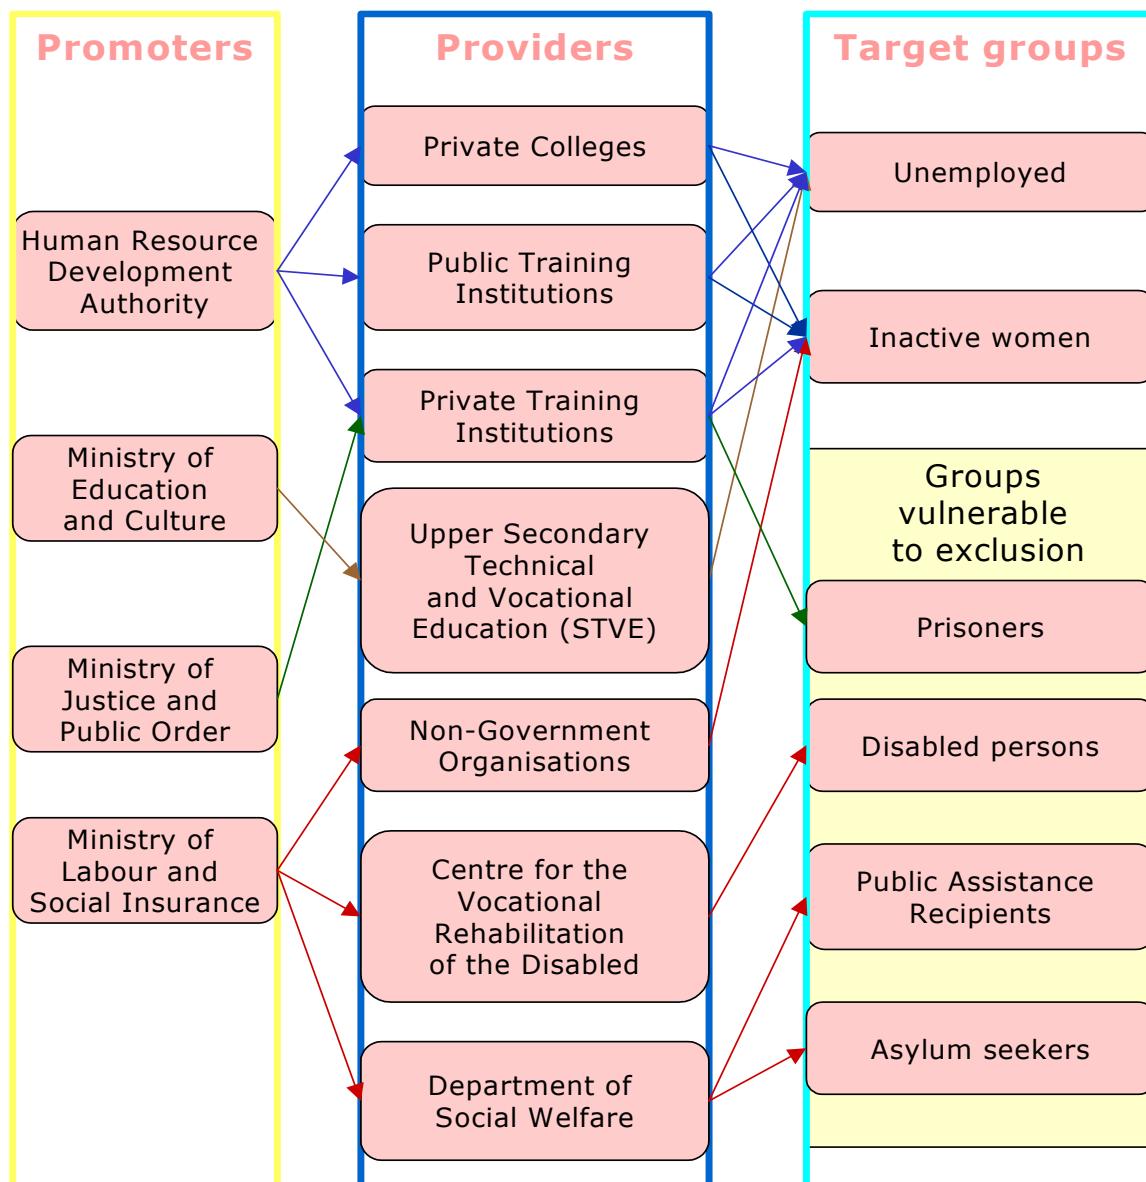 Promoters
Human Resource
Development
Authority
Ministry of
Education
and Culture
Ministry of
Justice and
Public Order
Ministry of
Labour and
Social Insurance
Providers
Private Colleges
Public Training
Institutions
Private Training
Institutions
Upper Secondary
Technical
and Vocational
Education (STVE)
Non-Government
Organisations
Centre for the
Vocational
Rehabilitation
of the Disabled
Department of
Social Welfare
Target groups
Unemployed
Inactive women
Groups
vulnerable
to exclusion
Prisoners
Disabled persons
Public Assistance
Recipients
Asylum seekers